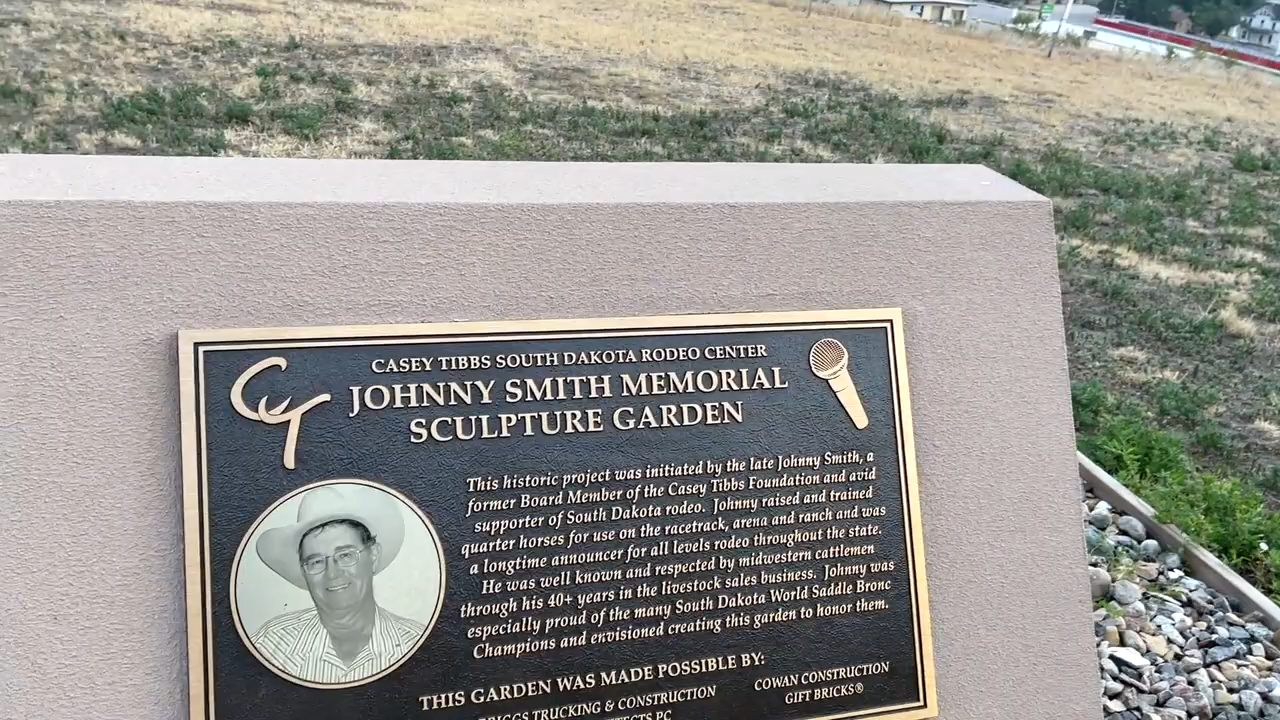 CASEY TIBBS SOUTH DAKOTA RODEO CENTER
JOHNNY SMITH MEMORIAL
SCULPTURE GARDEN
This historic project was initiated by the late Johnny Smith, a
former Board Member of the Casey Tibbs Foundation and avid
supporter of South Dakota rodeo. Johnny raised and trained
quarter horses for use on the racetrack, arena and ranch and was
a longtime announcer for all levels rodeo throughout the state.
He was well known and respected by midwestern cattlemen
through his 40+ years in the livestock sales business. Johnny was
especially proud of the many South Dakota World Saddle Bronc
Champions and envisioned creating this garden to honor them.
THIS GARDEN WAS MADE POSSIBLE BY:
TRUCKING & CONSTRUCTION
PC
COWAN CONSTRUCTION
GIFT BRICKS®